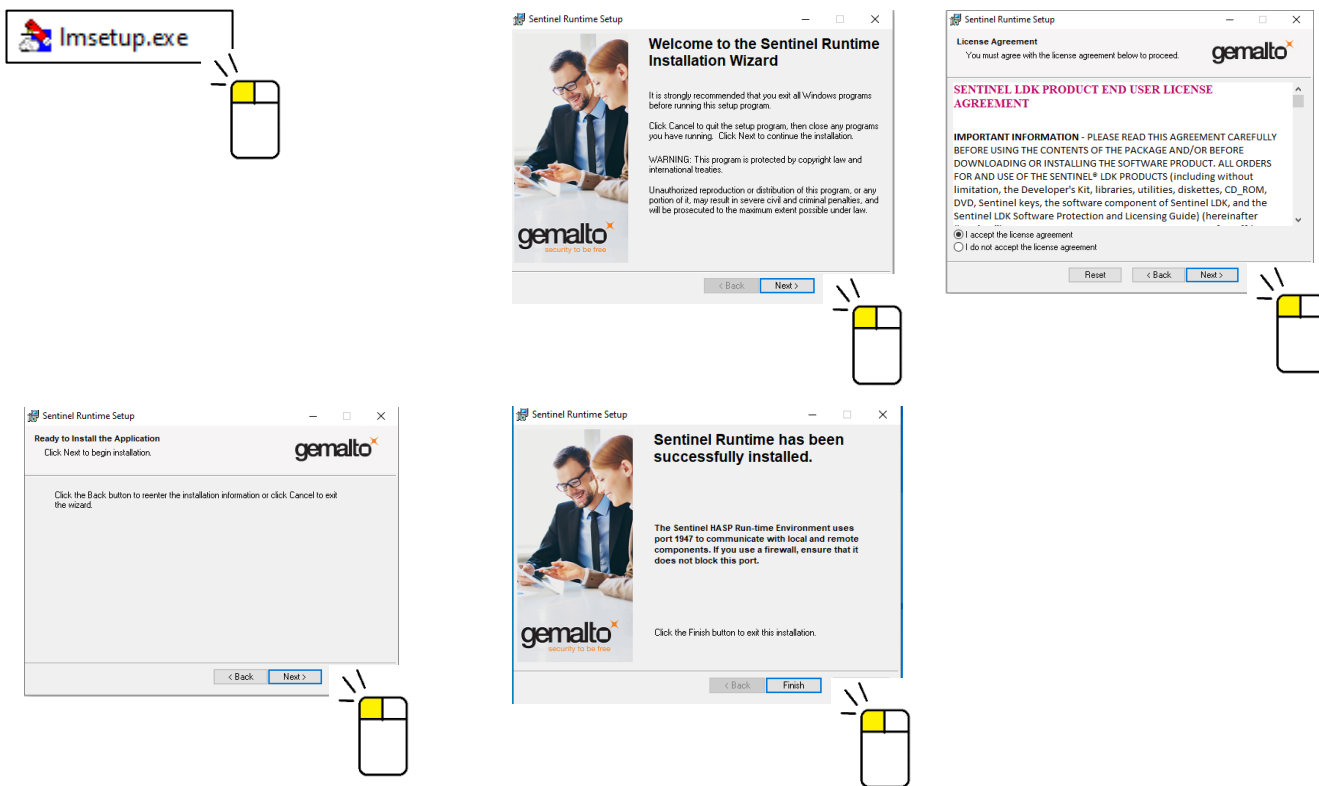 lmsetup.exe
Sentinel Runtime Setup
Welcome to the Sentinel Runtime
Installation Wizard
It is strongly recommended that you exit all Windows programs
before running this setup program.
Click Cancel to quit the setup program, then close any programs
you have running. Click Next to continue the installation.
WARNING: This program is protected by copyright law and
international treaties.
Unauthorized reproduction or distribution of this program, or any
portion of it, may result in severe civil and criminal penalties, and
will be prosecuted to the maximum extent possible under law.
gemalto
security to be free
< Back
Next >
Sentinel Runtime Setup
License Agreement
You must agree with the license agreement below to proceed.
gemalto
SENTINEL LDK PRODUCT END USER LICENSE
AGREEMENT
IMPORTANT INFORMATION - PLEASE READ THIS AGREEMENT CAREFULLY
BEFORE USING THE CONTENTS OF THE PACKAGE AND/OR BEFORE
DOWNLOADING OR INSTALLING THE SOFTWARE PRODUCT. ALL ORDERS
FOR AND USE OF THE SENTINEL® LDK PRODUCTS (including without
limitation, the Developer's Kit, libraries, utilities, diskettes, CD_ROM,
DVD, Sentinel keys, the software component of Sentinel LDK, and the
Sentinel LDK Software Protection and Licensing Guide) (hereinafter
I accept the license agreement
I do not accept the license agreement
Reset
< Back
Next >
Sentinel Runtime Setup
Ready to Install the Application
Click Next to begin installation.
gemalto
Click the Back button to reenter the installation information or click Cancel to exit
the wizard.
< Back
Next >
Sentinel Runtime Setup
Sentinel Runtime has been
successfully installed.
The Sentinel HASP Run-time Environment uses
port 1947 to communicate with local and remote
components. If you use a firewall, ensure that it
does not block this port.
Click the Finish button to exit this installation.
gemalto
security to be free
< Back
Finish